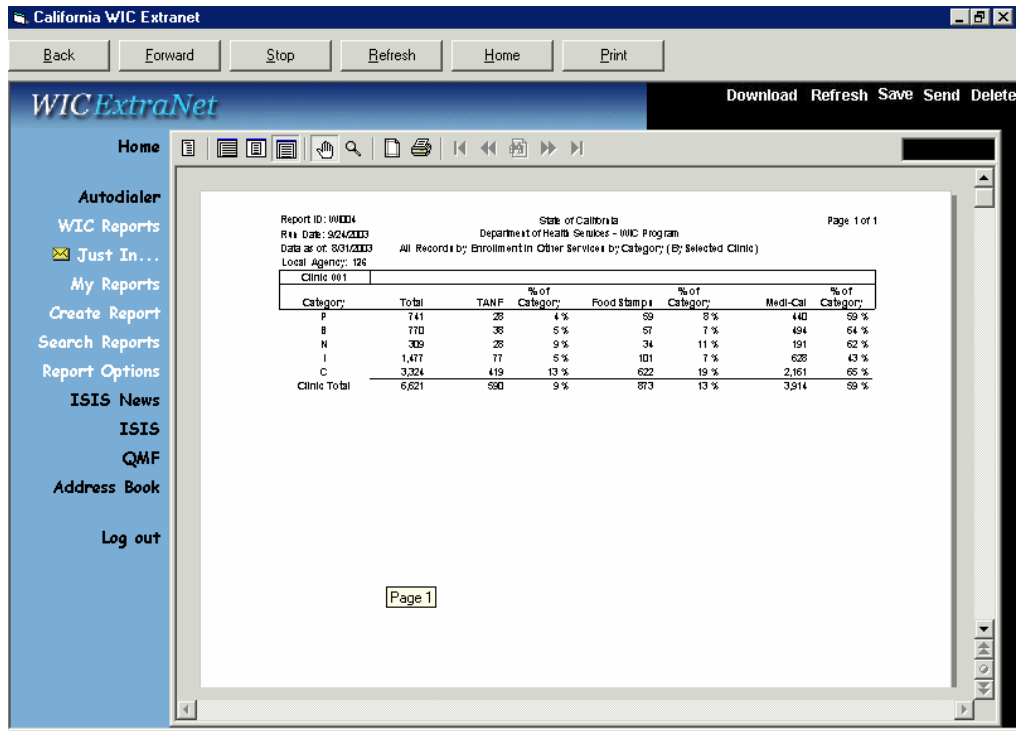 California WIC Extranet
Back Forward Stop Refresh Home Print
WIC ExtraNet
Download Refresh Save Send Delete
Home
Autodialer
WIC Reports
Just In...
My Reports
Create Report
Search Reports
Report Options
ISIS News
ISIS
QMF
Address Book
Log out
State of California Page 1 of 1
Run Date: 9/24/2003 Department of Health Services - WIC Program
Data as of: 8/31/2003 All Records by Enrollment in Other Services by Category (By Selected Clinic)
Local Agency: 126
Clinic 001
% of % of % of
Category Total TANF Category Food Stamps Category Medi-Cal Category
P 741 28 4 % 59 8 % 440 59 %
B 770 38 5 % 57 7 % 494 64 %
N 309 28 9 % 34 11 % 191 62 %
I 1,477 77 5 % 101 7 % 628 43 %
C 3,324 419 13 % 622 19 % 2,161 65 %
Clinic Total 6,621 590 9 % 873 13 % 3,914 59 %
Page 1